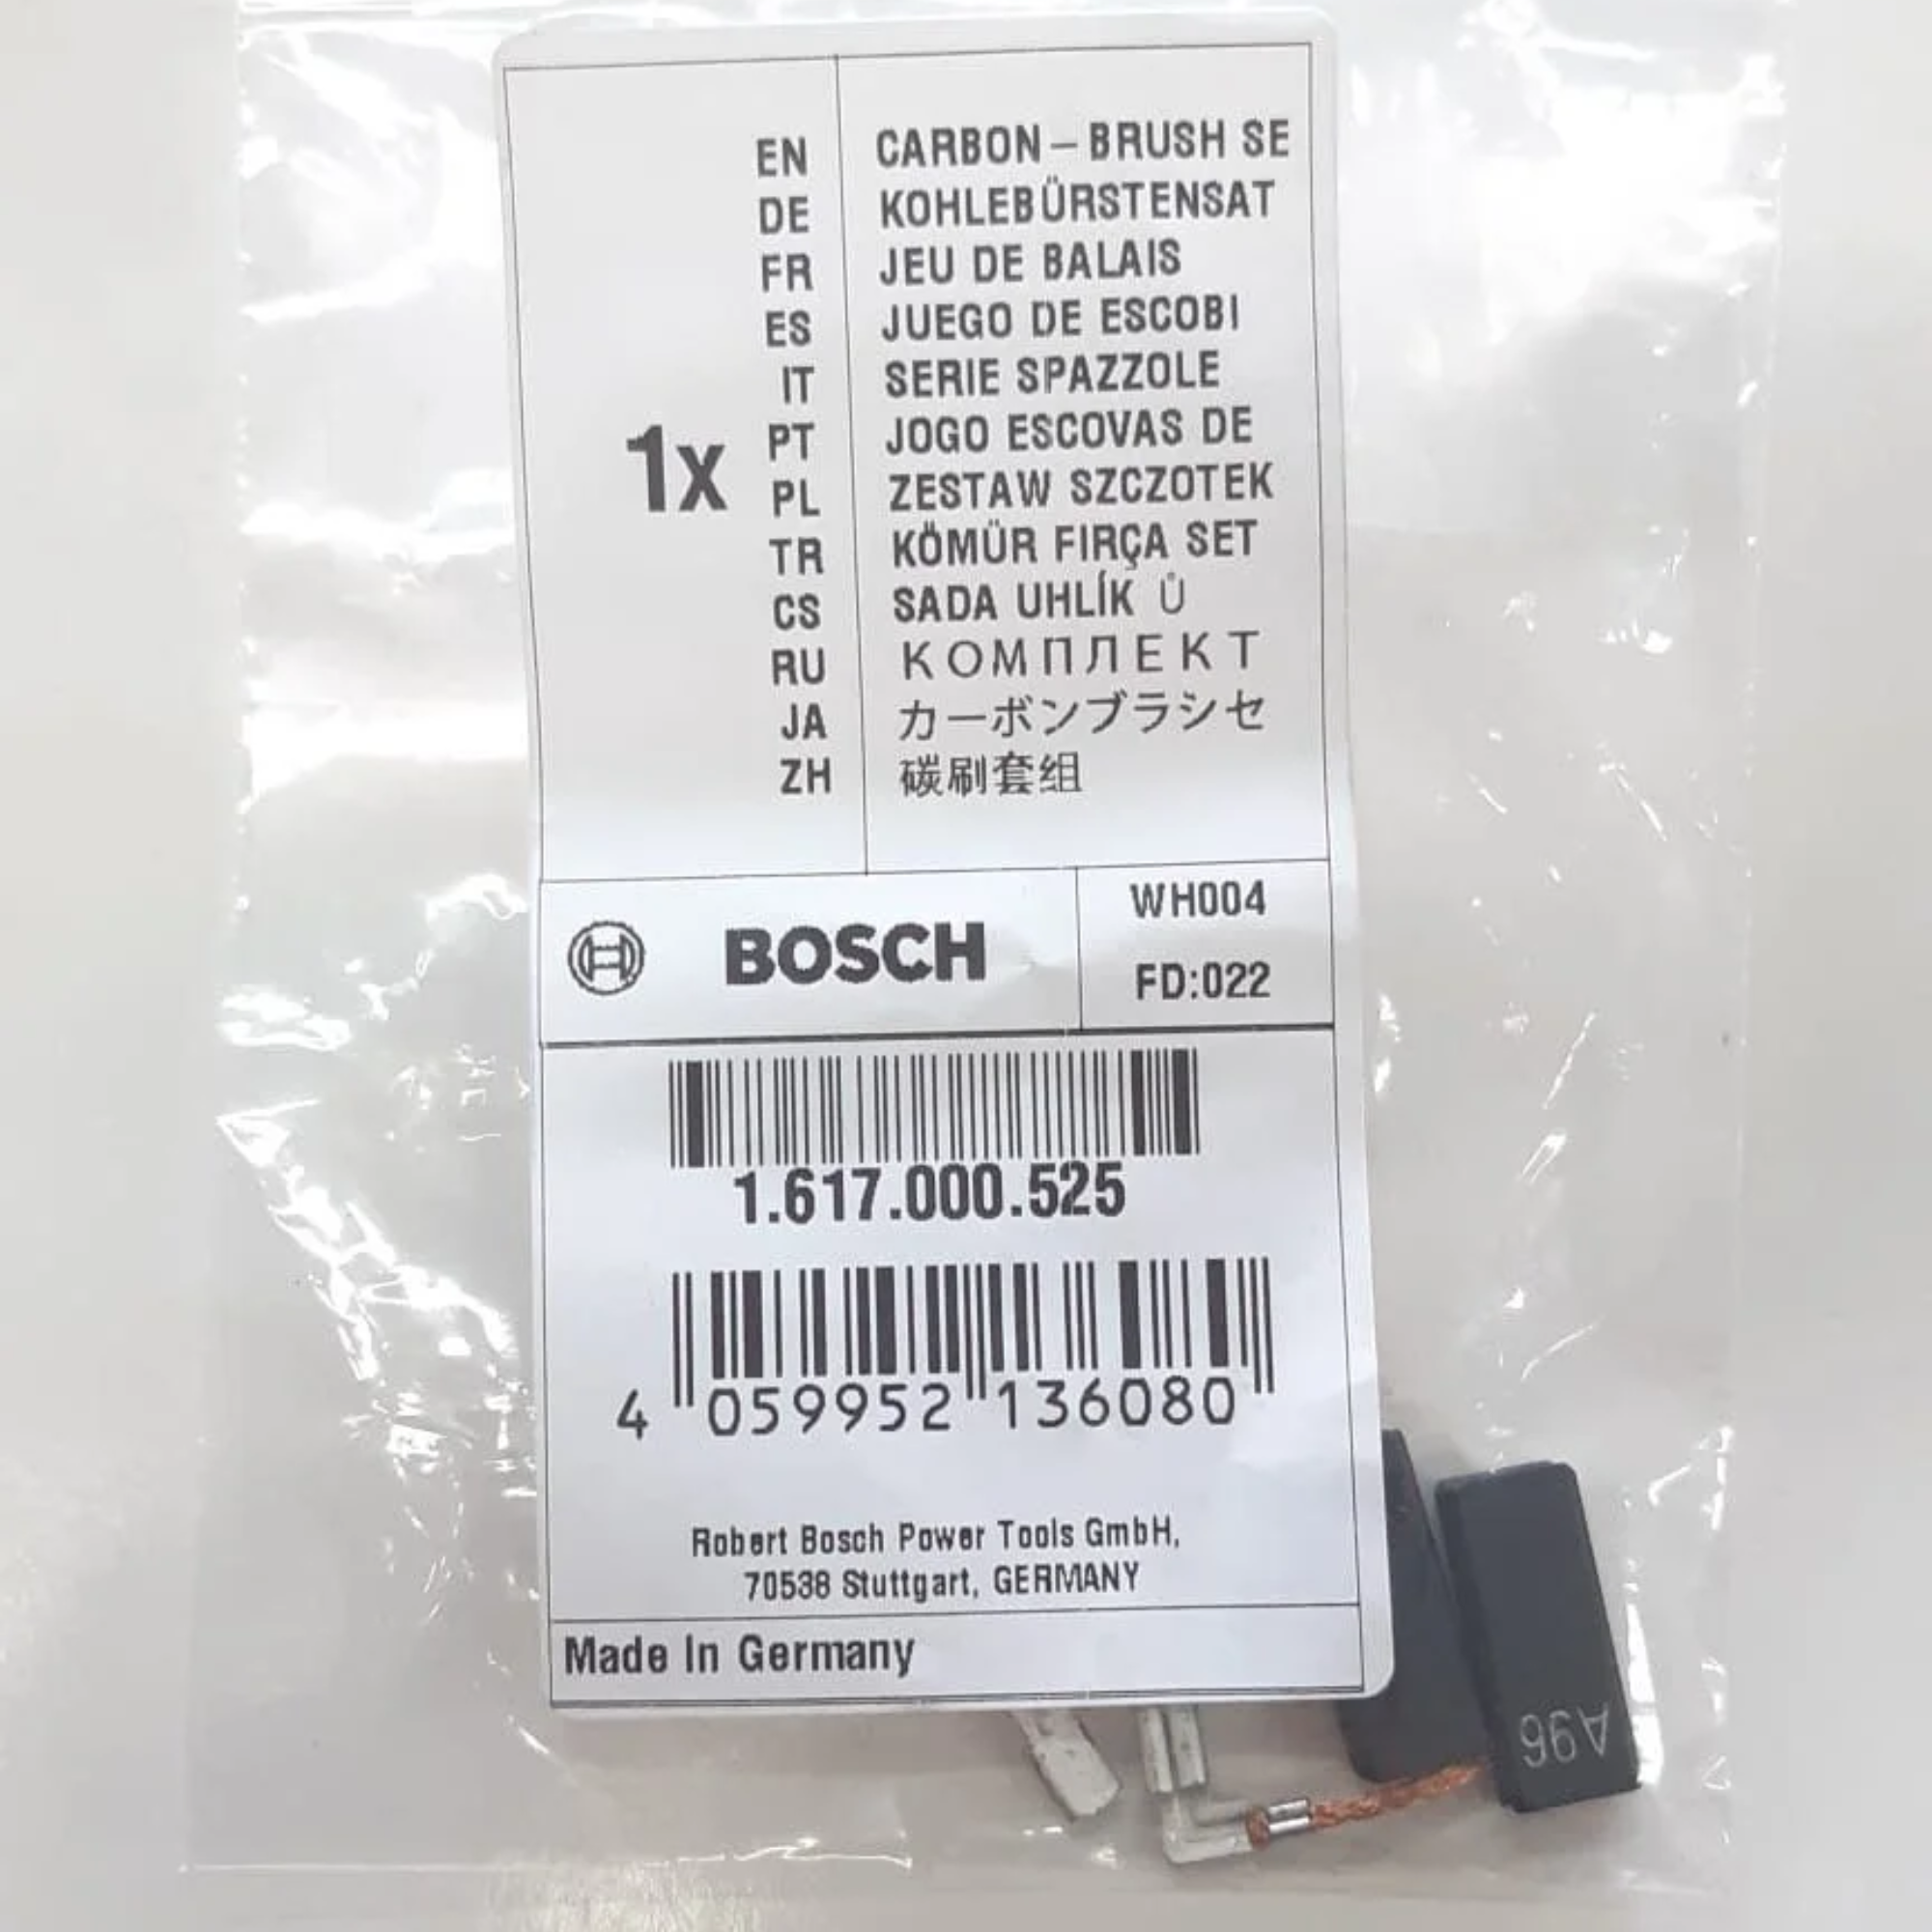 EN CARBON–BRUSH SE
DE KOHLEBÜRSTENSAT
FR JEU DE BALAIS
ES JUEGO DE ESCOBI
IT SERIE SPAZZOLE
1x PT JOGO ESCOVAS DE
PL ZESTAW SZCZOTEK
TR KÖMÜR FIRÇA SET
CS SADA UHLÍK Ů
RU КОМПЛЕКТ
JA カーボンブラシセ
ZH 碳刷套组
BOSCH
WH004
FD:022
1.617.000.525
4 059952 136080
Robert Bosch Power Tools GmbH,
70538 Stuttgart, GERMANY
Made In Germany
A96